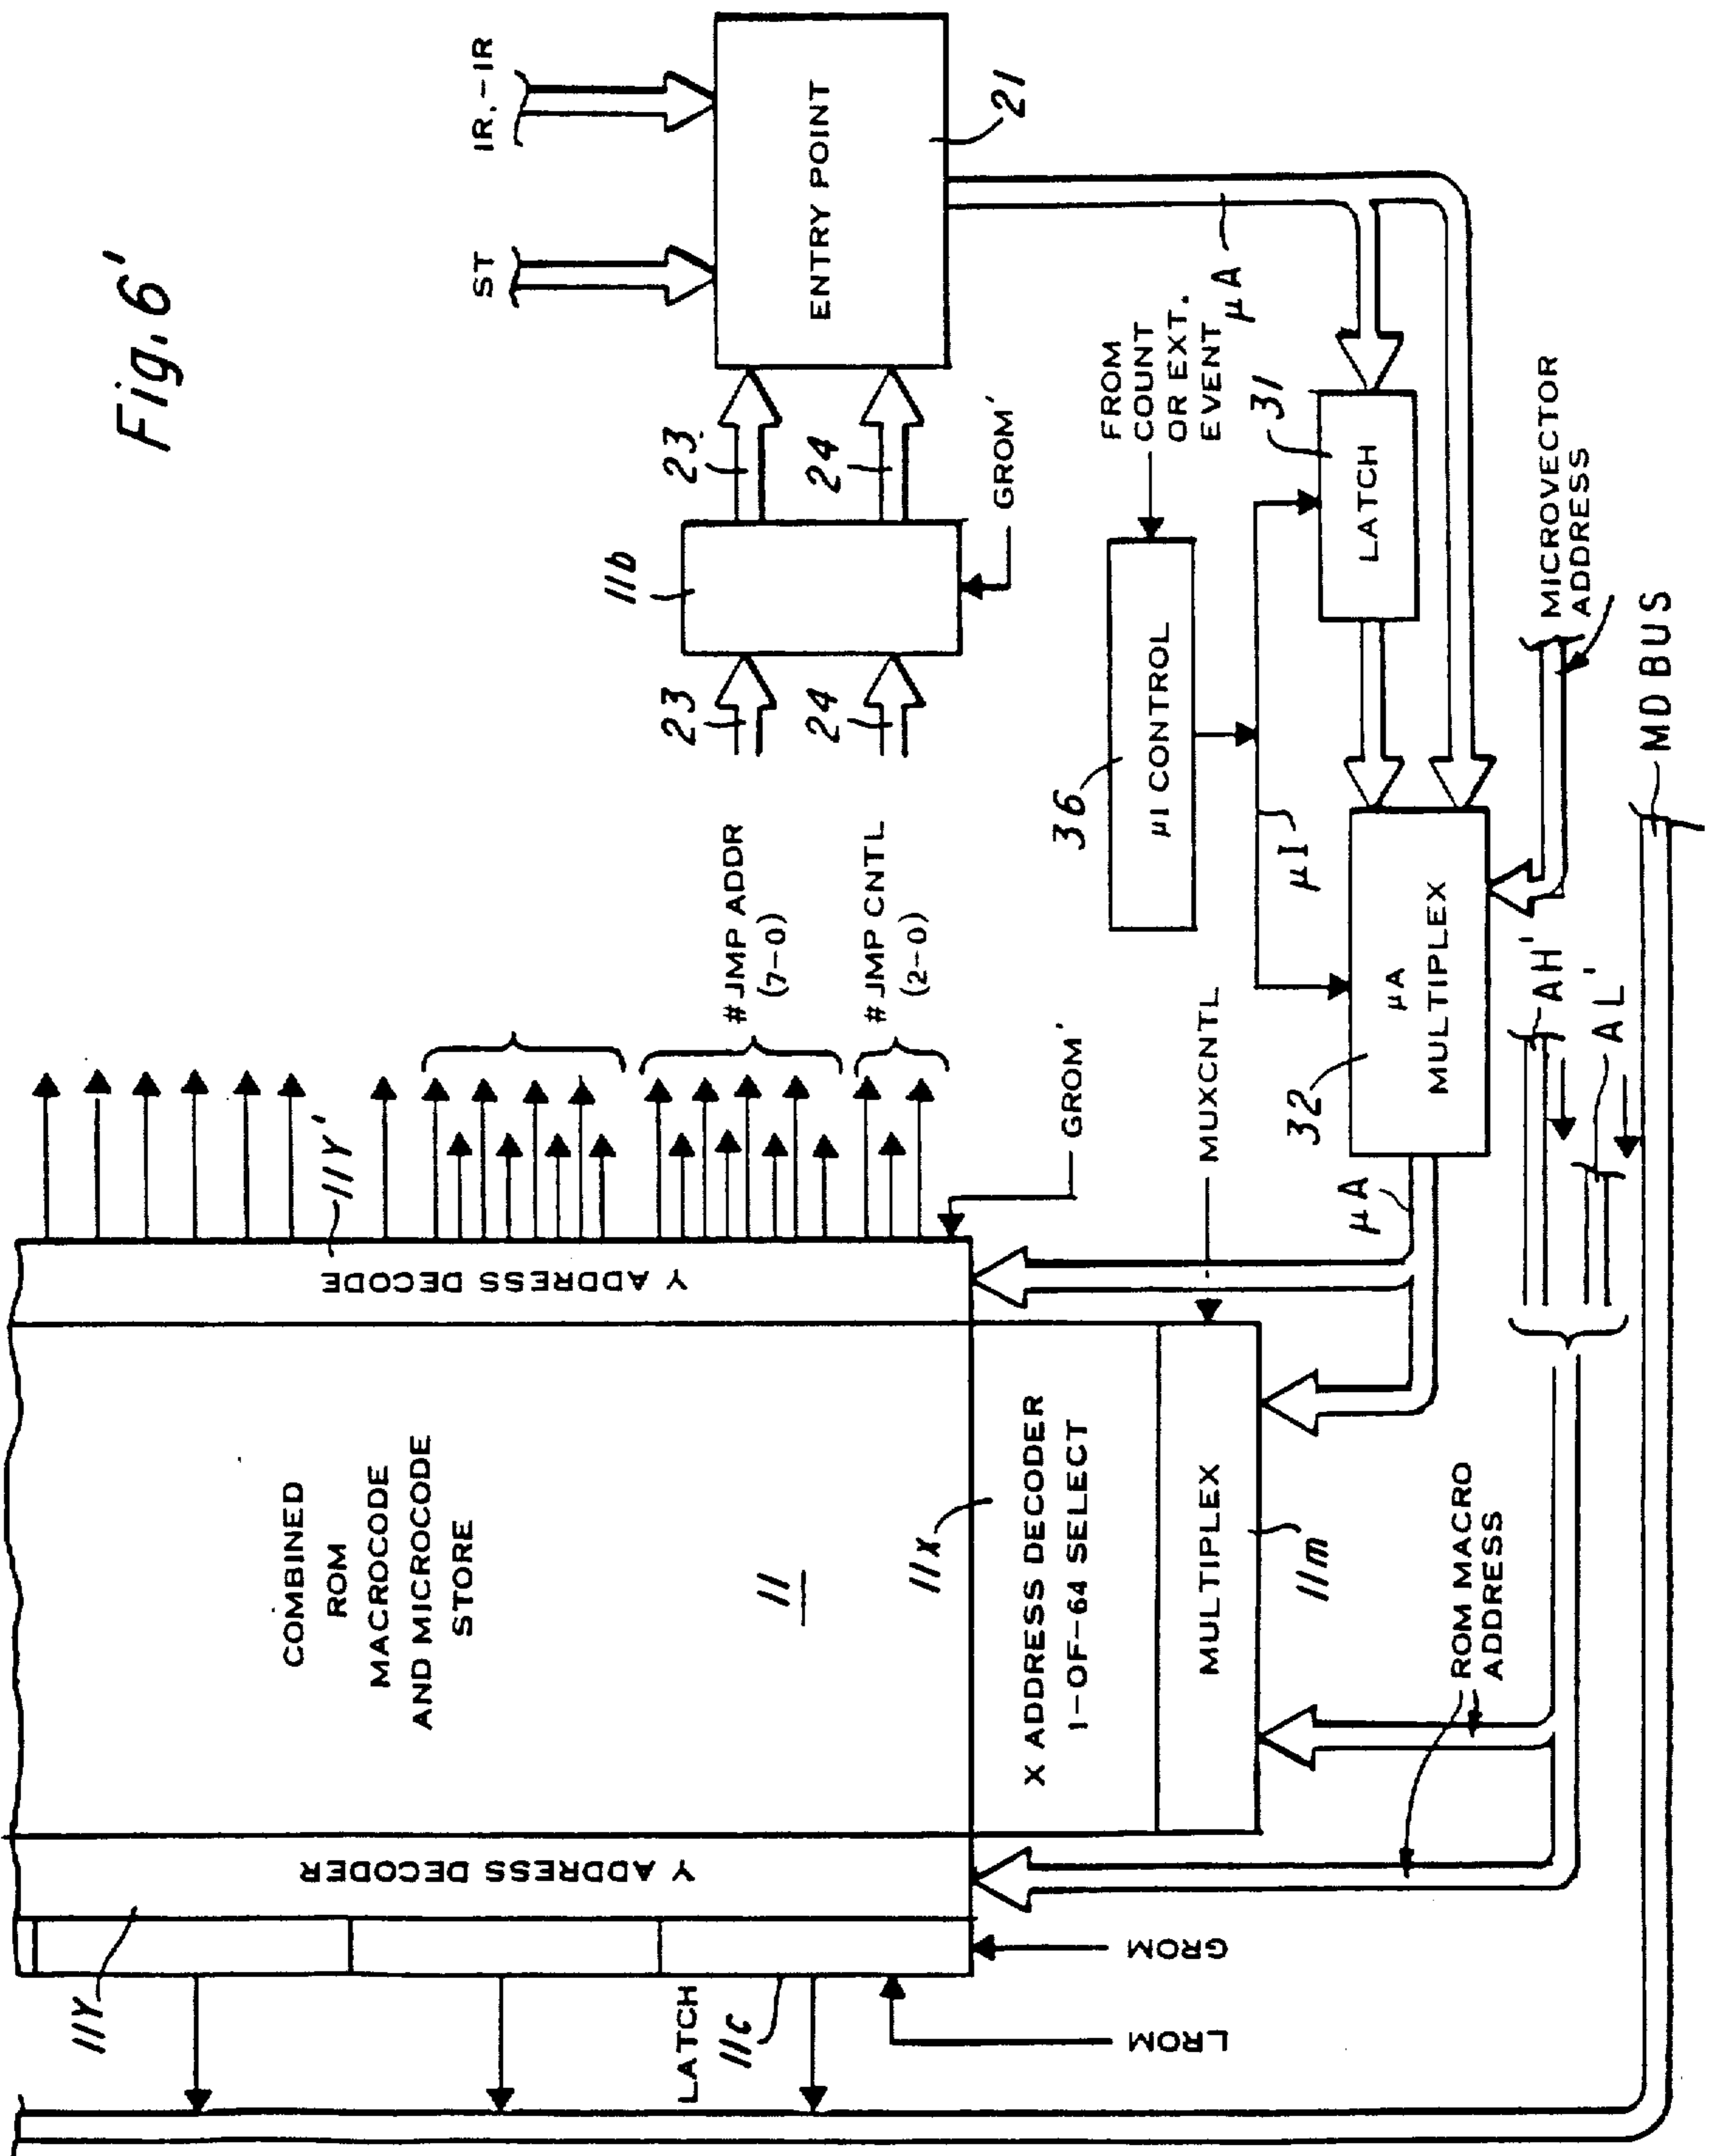 Fig. 6'
IR, -IR
ST
ENTRY POINT
21
23
24
11b
GROM'
23
24
μA
FROM
COUNT
OR EXT.
EVENT
31
LATCH
36
μI CONTROL
μI
MICROVECTOR
ADDRESS
MDBUS
# JMP ADDR
(7-0)
# JMP CNTL
(2-0)
GROM'
MUXCNTL
32
μA
MULTIPLEX
μA
AH'
AL'
11Y'
Y ADDRESS DECODE
COMBINED
ROM
MACROCODE
AND MICROCODE
STORE
11
11X
X ADDRESS DECODER
1-OF-64 SELECT
MULTIPLEX
11m
ROM MACRO
ADDRESS
Y ADDRESS DECODER
11Y
LATCH
11c
GROM
LROM